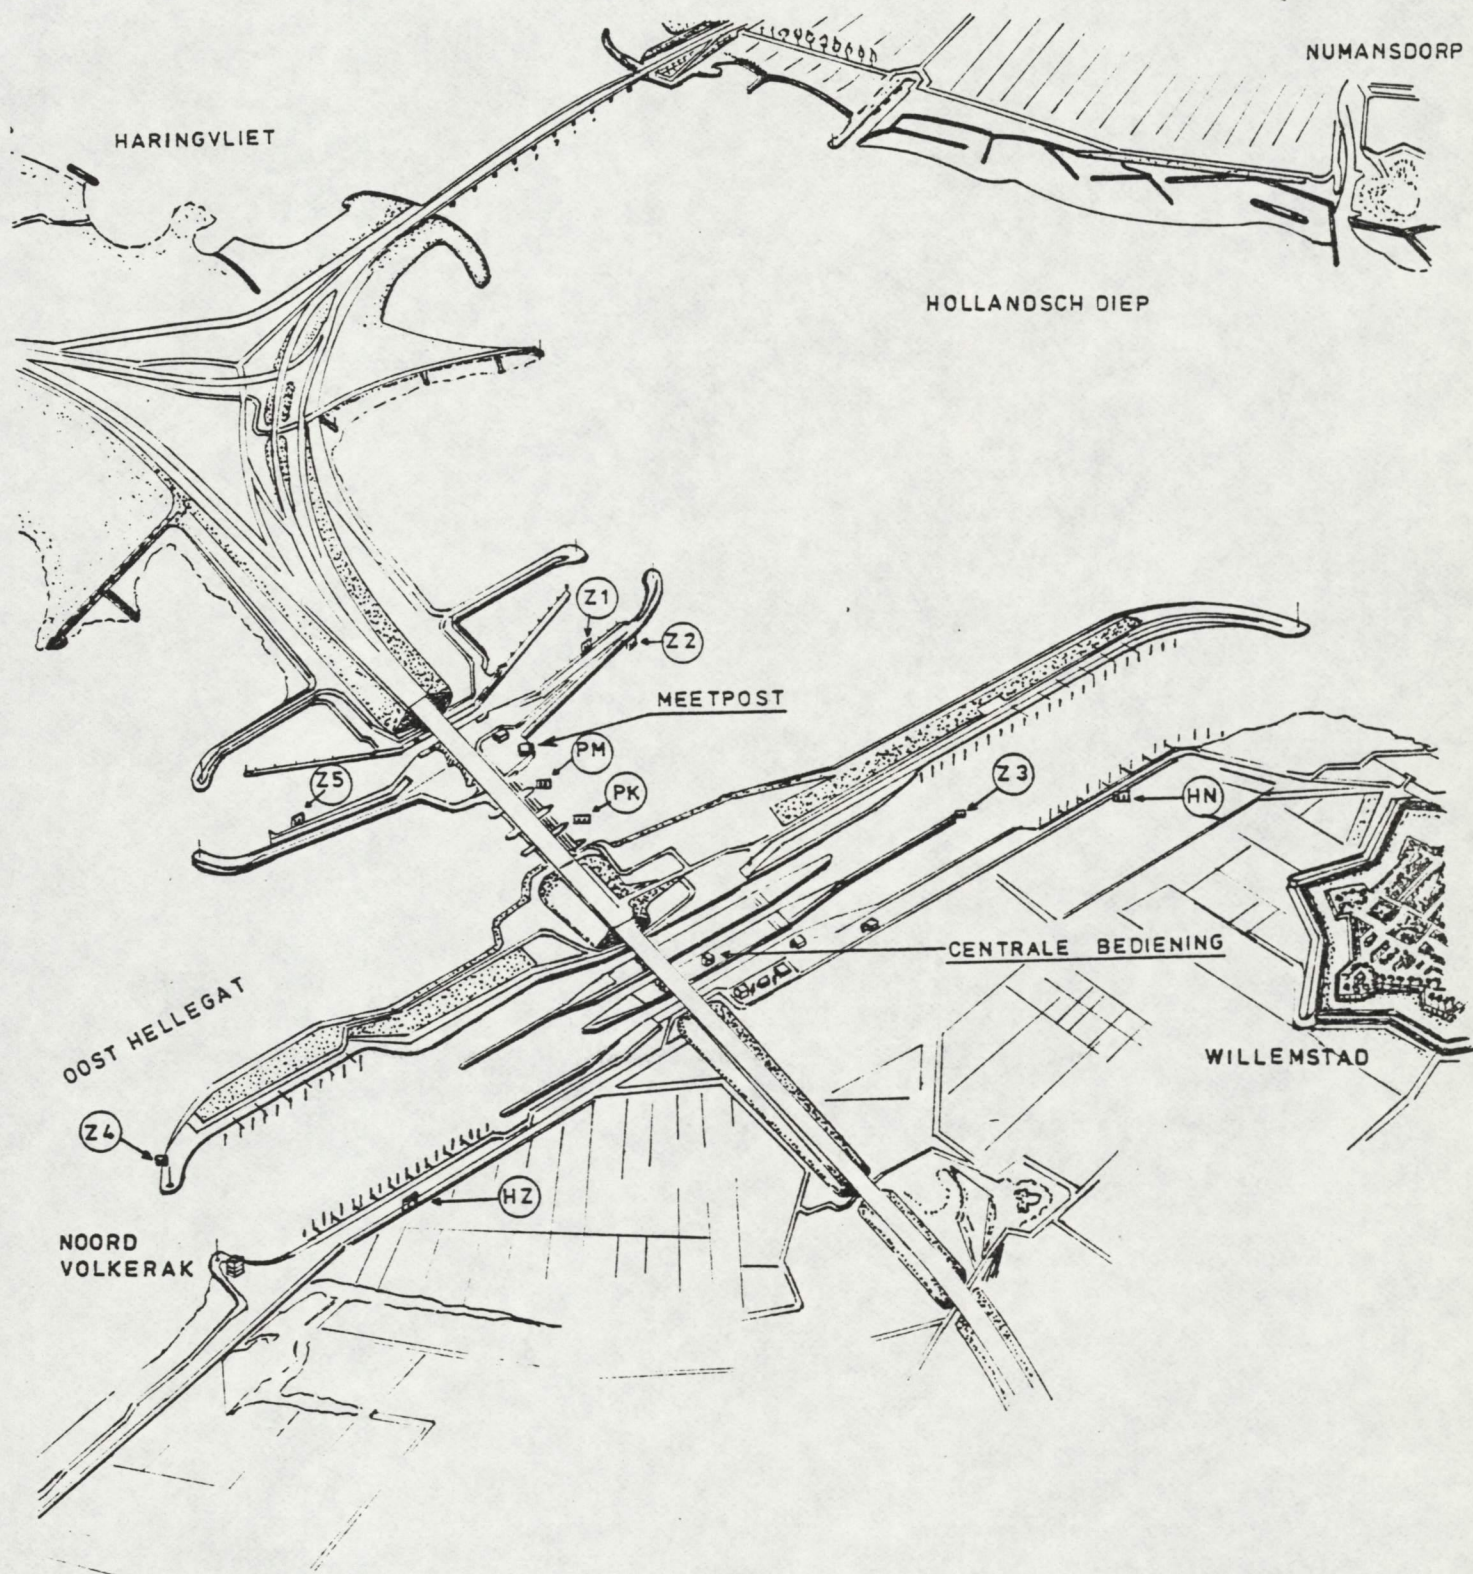 NUMANSDORP
HARINGVLIET
HOLLANDSCH DIEP
Z1
Z2
MEETPOST
PM
Z5
PK
Z3
HN
CENTRALE BEDIENING
OOST HELLEGAT
WILLEMSTAD
Z4
HZ
NOORD
VOLKERAK